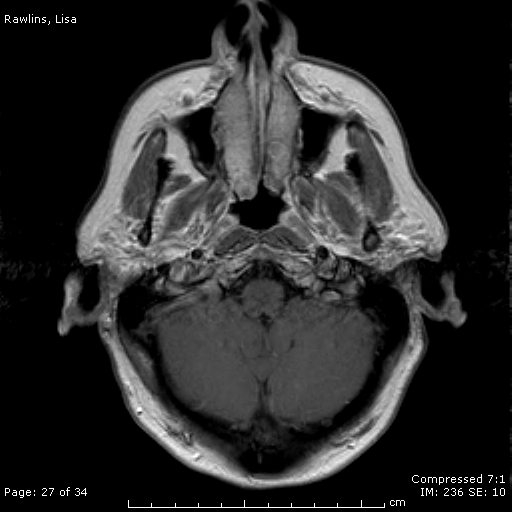 Rawlins, Lisa
Compressed 7:1
Page: 27 of 34
IM: 236 SE: 10
cm